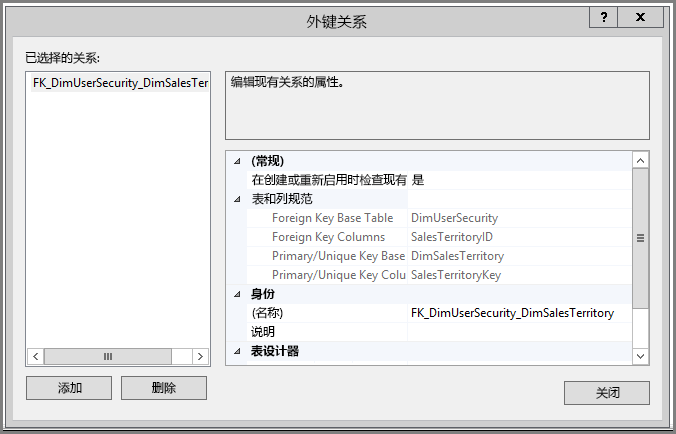 外键关系
? X
已选择的关系:
FK_DimUserSecurity_DimSalesTer
编辑现有关系的属性。
(常规)
在创建或重新启用时检查现有 是
表和列规范
Foreign Key Base Table DimUserSecurity
Foreign Key Columns SalesTerritoryID
Primary/Unique Key Base DimSalesTerritory
Primary/Unique Key Colu SalesTerritoryKey
身份
(名称) FK_DimUserSecurity_DimSalesTerritory
说明
表设计器
添加 删除
关闭